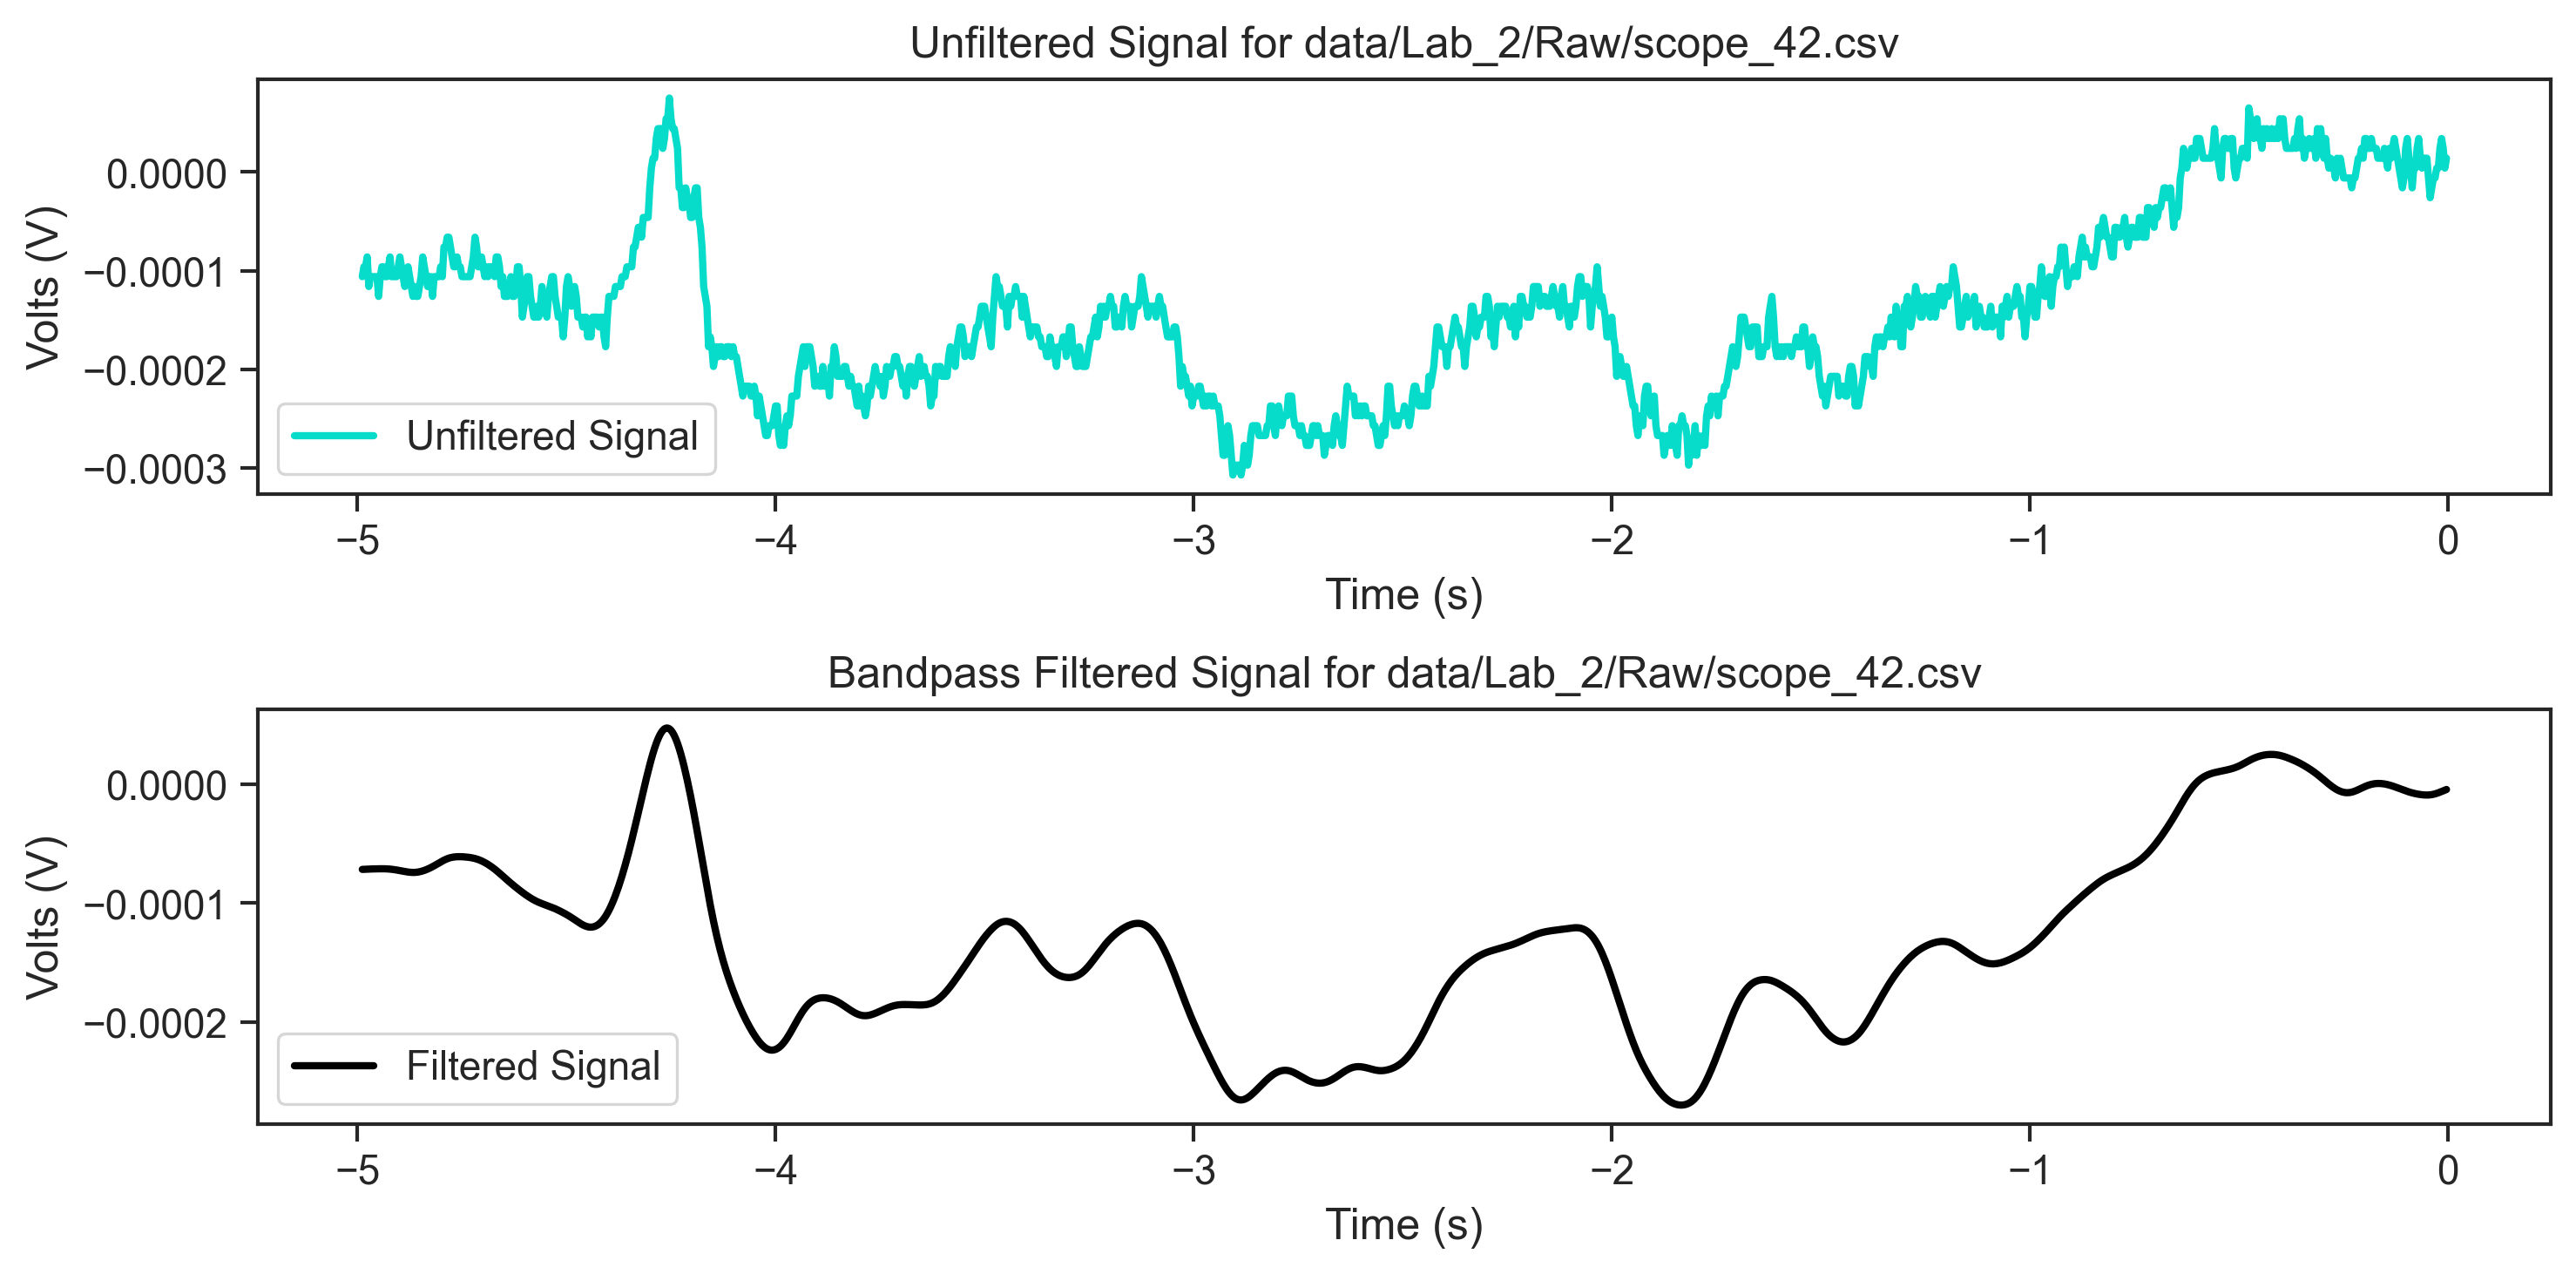 Unfiltered Signal for data/Lab_2/Raw/scope_42.csv
Volts (V)
0.0000
−0.0001
−0.0002
−0.0003
Unfiltered Signal
−5 −4 −3 −2 −1 0
Time (s)
Bandpass Filtered Signal for data/Lab_2/Raw/scope_42.csv
Volts (V)
0.0000
−0.0001
−0.0002
Filtered Signal
−5 −4 −3 −2 −1 0
Time (s)